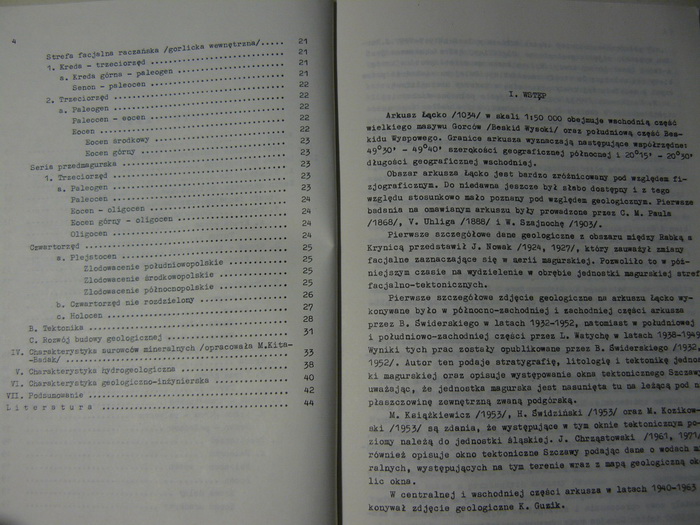 4
Strefa facjalna raczańska /gorlicka wewnętrzna/..... 21
1. Kreda - trzeciorzęd ..... 21
a. Kreda górna - paleogen ..... 21
Senon - paleocen ..... 21
2. Trzeciorzęd ..... 22
a. Paleogen ..... 22
Paleocen - eocen ..... 22
Eocen ..... 22
Eocen środkowy ..... 22
Eocen górny ..... 23
Seria przedmagurska ..... 23
1. Trzeciorzęd ..... 23
a. Paleogen ..... 23
Paleocen ..... 23
Eocen - oligocen ..... 24
Eocen górny - oligocen ..... 24
Oligocen ..... 24
Czwartorzęd ..... 24
a. Plejstocen ..... 25
Zlodowacenie południowopolskie ..... 25
Zlodowacenie środkowopolskie ..... 25
Zlodowacenie północnopolskie ..... 25
b. Czwartorzęd nie rozdzielony ..... 26
c. Holocen ..... 27
B. Tektonika ..... 28
C. Rozwój budowy geologicznej ..... 31
IV. Charakterystyka surowców mineralnych /opracowała M.Kita-
-Badak/ ..... 33
V. Charakterystyka hydrogeologiczna ..... 38
VI. Charakterystyka geologiczno-inżynierska ..... 40
VII. Podsumowanie ..... 42
Literatura ..... 44
I. WSTĘP
Arkusz Łącko /1034/ w skali 1:50 000 obejmuje wschodnią część
wielkiego masywu Gorców /Beskid Wysoki/ oraz południową część Bes-
kidu Wyspowego. Granice arkusza wyznaczają następujące współrzędne:
49°30' - 49°40' szerokości geograficznej północnej i 20°15' - 20°30'
długości geograficznej wschodniej.
Obszar arkusza Łącko jest bardzo zróżnicowany pod względem fi-
zjograficznym. Do niedawna jeszcze był słabo dostępny i z tego
względu stosunkowo mało poznany pod względem geologicznym. Pierwsze
badania na omawianym arkuszu były prowadzone przez C. M. Paula
/1868/, V. Uhliga /1888/ i W. Szajnochę /1903/.
Pierwsze szczegółowe dane geologiczne z obszaru między Rabką a
Krynicą przedstawił J. Nowak /1924, 1927/, który zauważył zmiany
facjalne zaznaczające się w serii magurskiej. Pozwoliło to w póź-
niejszym czasie na wydzielenie w obrębie jednostki magurskiej stref
facjalno-tektonicznych.
Pierwsze szczegółowe zdjęcie geologiczne na arkuszu Łącko wy-
konywane było w północno-zachodniej i zachodniej części arkusza
przez B. Świderskiego w latach 1932-1952, natomiast w południowej
i południowo-zachodniej części przez L. Watychę w latach 1938-1949
Wyniki tych prac zostały opublikowane przez B. Świderskiego /1932,
1952/. Autor ten podaje stratygrafię, litologię i tektonikę jednos
ki magurskiej oraz opisuje występowanie okna tektonicznego Szczawy
uważając, że jednostka magurska jest nasunięta tu na leżącą pod n
płaszczowinę zewnętrzną zwaną podgórską.
M. Książkiewicz /1953/, H. Świdziński /1953/ oraz M. Kozikow-
ski /1953/ są zdania, że występujące w tym oknie tektonicznym po-
ziomy należą do jednostki śląskiej. J. Chrząstowski /1961, 1971/
również opisuje okno tektoniczne Szczawy podając dane o wodach mi
ralnych, występujących na tym terenie wraz z mapą geologiczną ok
lic okna.
W centralnej i wschodniej części arkusza w latach 1940-1963
konywał zdjęcie geologiczne K. Guzik.